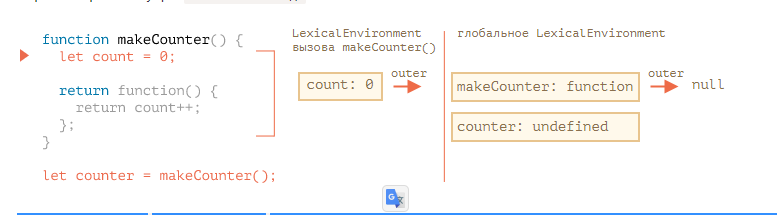 function makeCounter() {
let count = 0;
return function() {
return count++;
};
}
let counter = makeCounter();
LexicalEnvironment
вызова makeCounter()
count: 0
outer
глобальное LexicalEnvironment
makeCounter: function
outer
null
counter: undefined